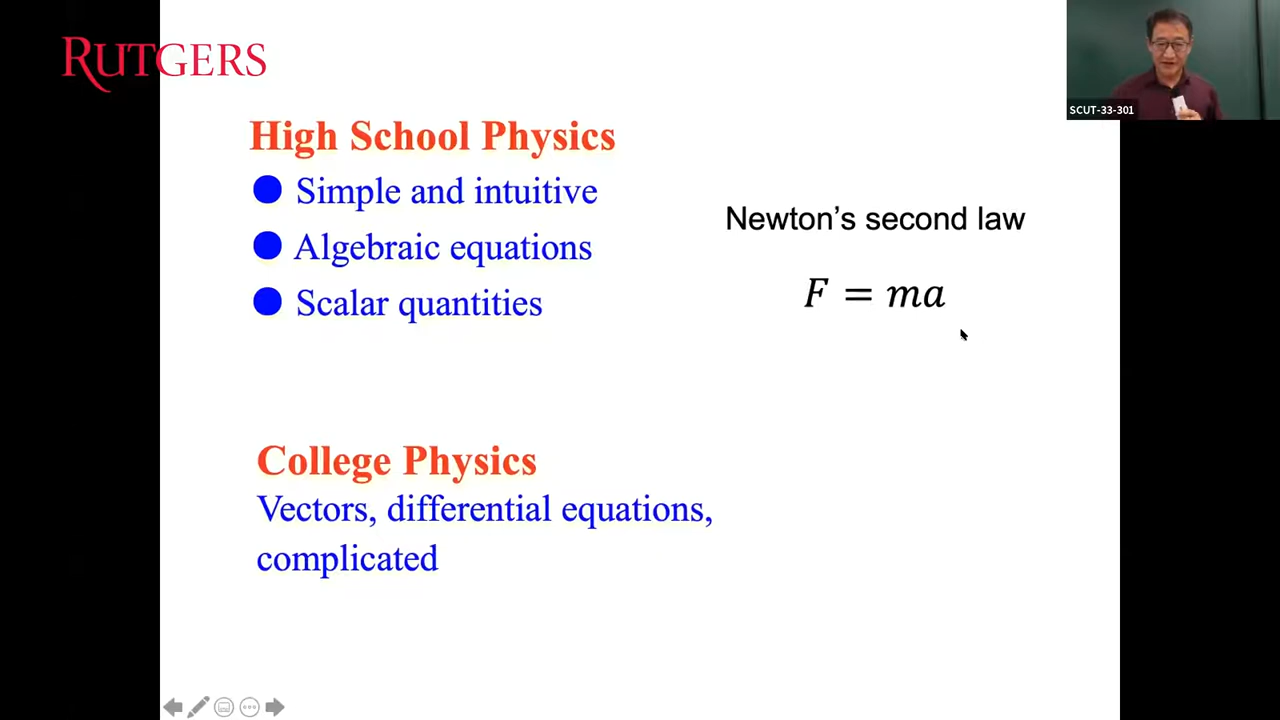 RUTGERS
SCUT-33-301
High School Physics
● Simple and intuitive
● Algebraic equations
● Scalar quantities
Newton’s second law
F = ma
College Physics
Vectors, differential equations,
complicated